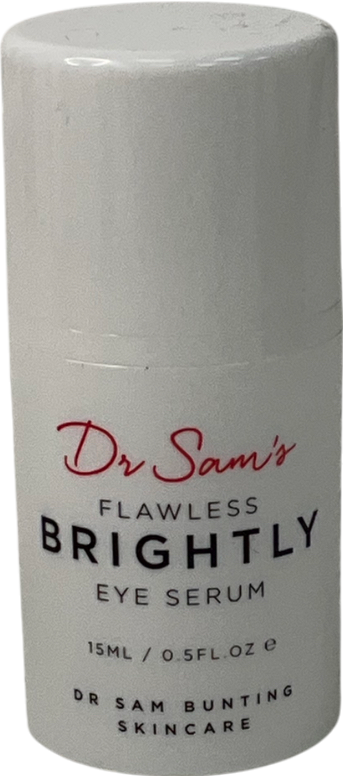 Dr Sam's
FLAWLESS
BRIGHTLY
EYE SERUM
15ML / 0.5FL.OZ ℮
DR SAM BUNTING
SKINCARE